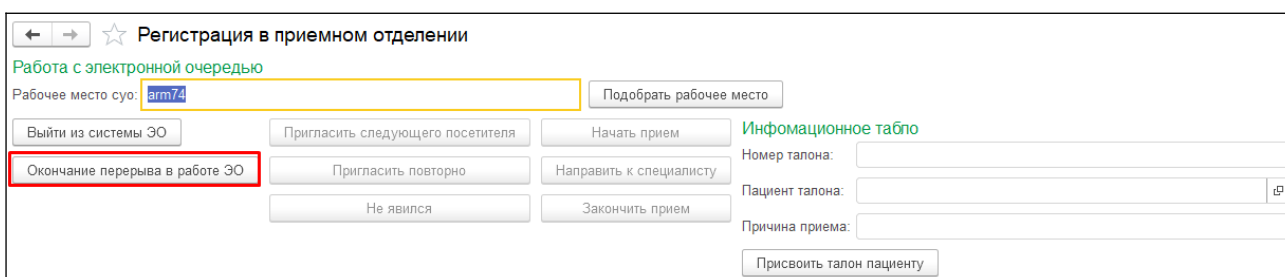 Регистрация в приемном отделении
Работа с электронной очередью
Рабочее место суо: arm74 Подобрать рабочее место
Выйти из системы ЭО Пригласить следующего посетителя Начать прием Инфомационное табло
Номер талона:
Окончание перерыва в работе ЭО Пригласить повторно Направить к специалисту
Пациент талона:
Не явился Закончить прием
Причина приема:
Присвоить талон пациенту